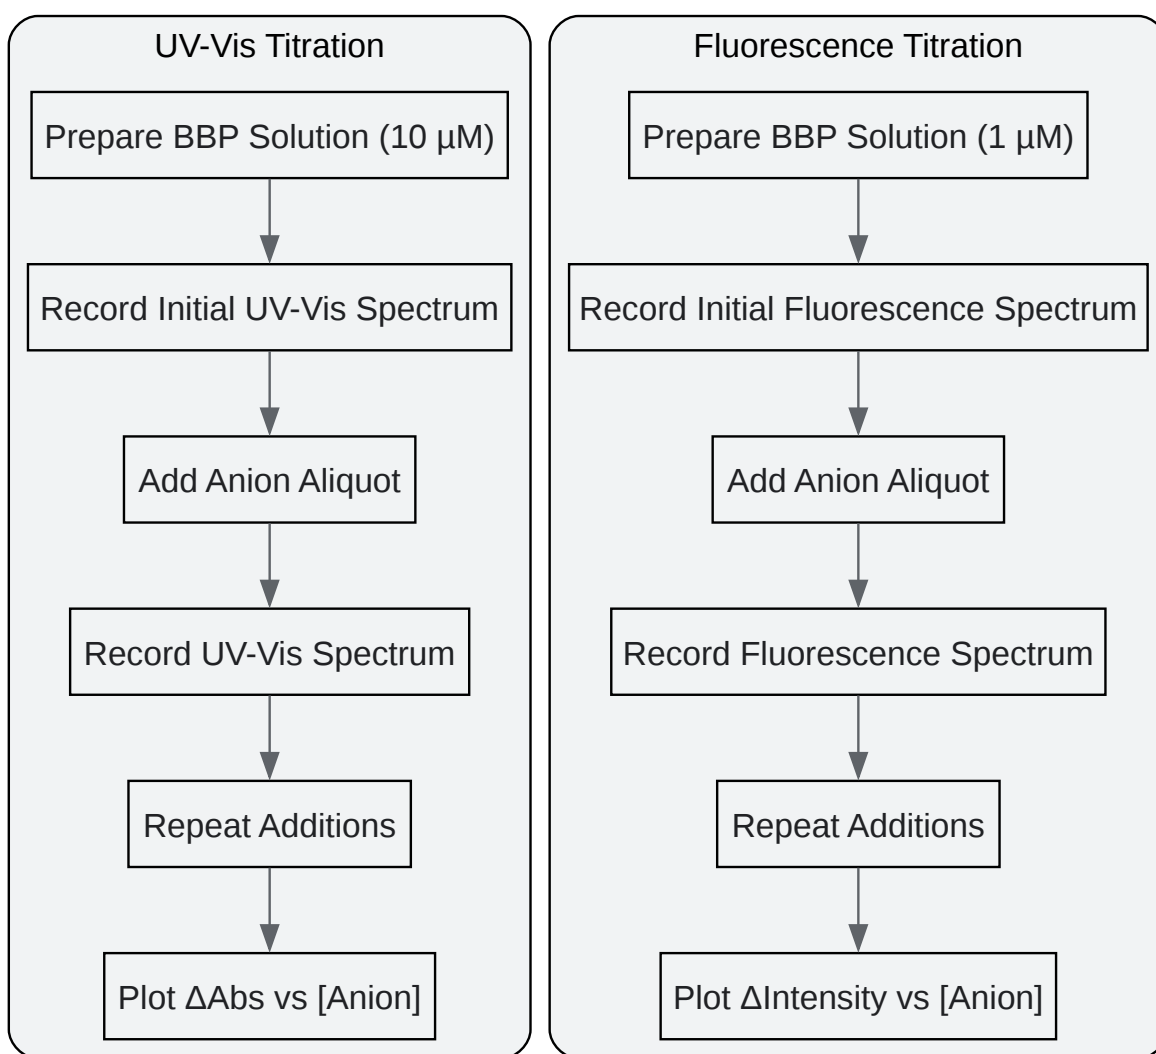 UV-Vis Titration
Prepare BBP Solution (10 µM)
Record Initial UV-Vis Spectrum
Add Anion Aliquot
Record UV-Vis Spectrum
Repeat Additions
Plot ΔAbs vs [Anion]
Fluorescence Titration
Prepare BBP Solution (1 µM)
Record Initial Fluorescence Spectrum
Add Anion Aliquot
Record Fluorescence Spectrum
Repeat Additions
Plot ΔIntensity vs [Anion]